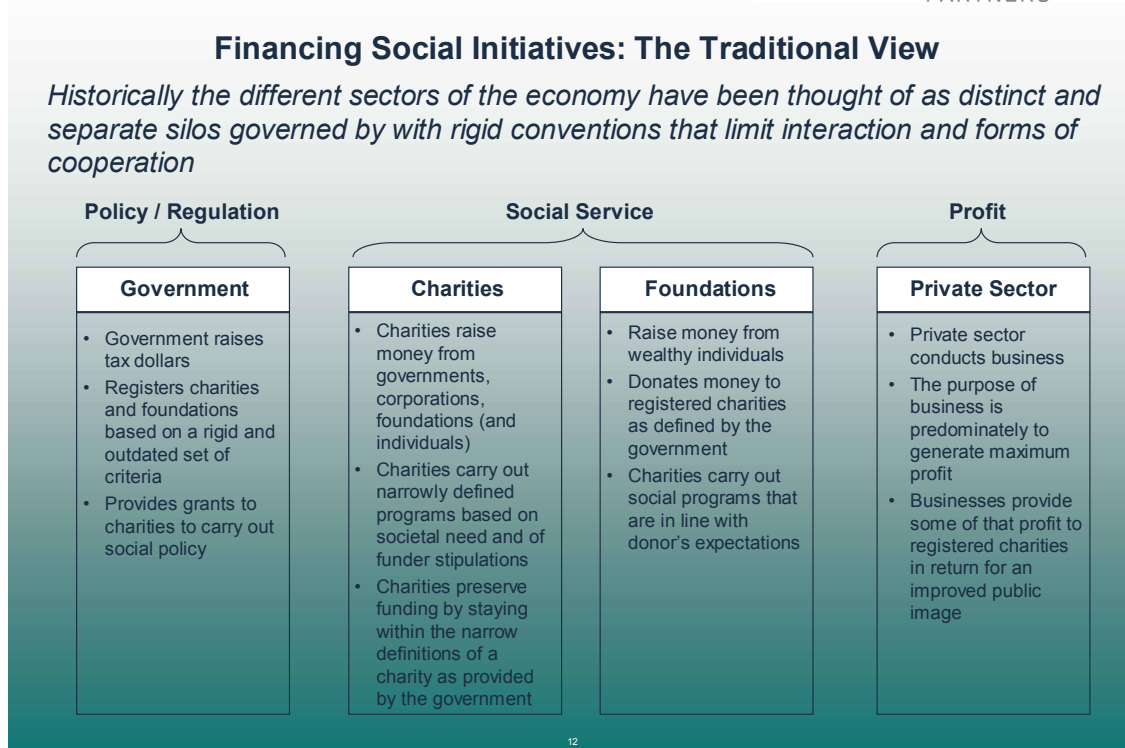 Financing Social Initiatives: The Traditional View
Historically the different sectors of the economy have been thought of as distinct and
separate silos governed by with rigid conventions that limit interaction and forms of
cooperation
Policy / Regulation
Social Service
Profit
Government
• Government raises
tax dollars
• Registers charities
and foundations
based on a rigid and
outdated set of
criteria
• Provides grants to
charities to carry out
social policy
Charities
• Charities raise
money from
governments,
corporations,
foundations (and
individuals)
• Charities carry out
narrowly defined
programs based on
societal need and of
funder stipulations
• Charities preserve
funding by staying
within the narrow
definitions of a
charity as provided
by the government
Foundations
• Raise money from
wealthy individuals
• Donates money to
registered charities
as defined by the
government
• Charities carry out
social programs that
are in line with
donor’s expectations
Private Sector
• Private sector
conducts business
• The purpose of
business is
predominately to
generate maximum
profit
• Businesses provide
some of that profit to
registered charities
in return for an
improved public
image
12